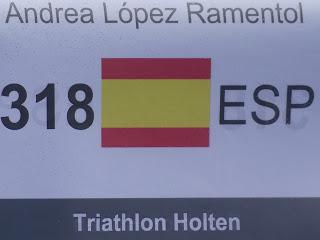 Andrea López Ramentol
318 ESP
Triathlon Holten